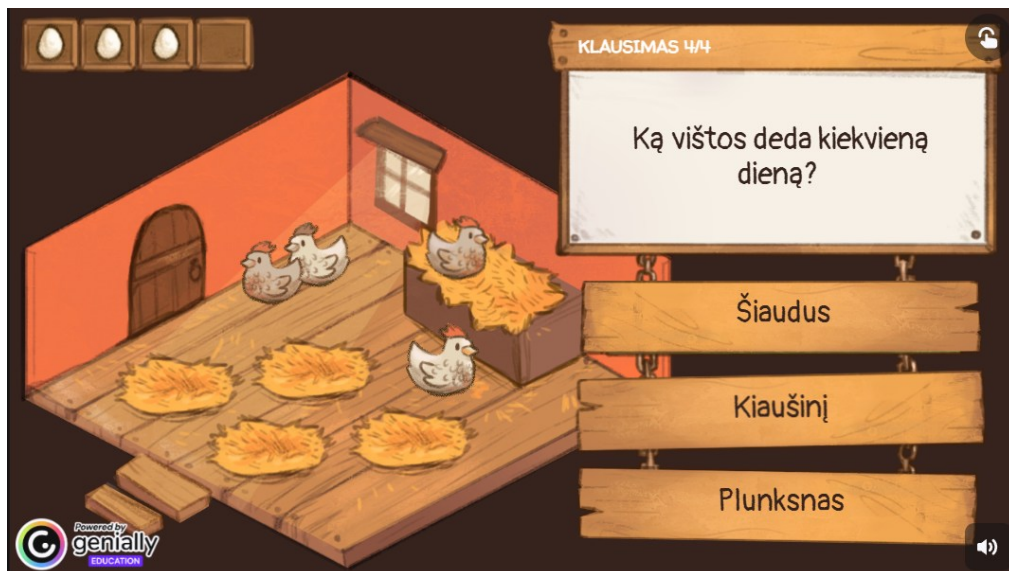 KLAUSIMAS 4/4
Ką vištos deda kiekvieną
dieną?
Šiaudus
Kiaušinį
Plunksnas
Powered by
genially
EDUCATION